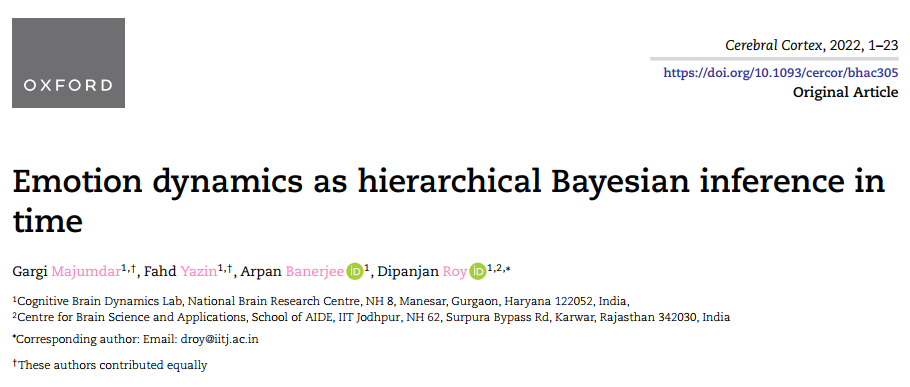 OXFORD
Cerebral Cortex, 2022, 1–23
https://doi.org/10.1093/cercor/bhac305
Original Article
Emotion dynamics as hierarchical Bayesian inference in
time
Gargi Majumdar1,†, Fahd Yazin1,†, Arpan Banerjee iD 1, Dipanjan Roy iD 1,2,*
1Cognitive Brain Dynamics Lab, National Brain Research Centre, NH 8, Manesar, Gurgaon, Haryana 122052, India,
2Centre for Brain Science and Applications, School of AIDE, IIT Jodhpur, NH 62, Surpura Bypass Rd, Karwar, Rajasthan 342030, India
*Corresponding author: Email: droy@iitj.ac.in
†These authors contributed equally